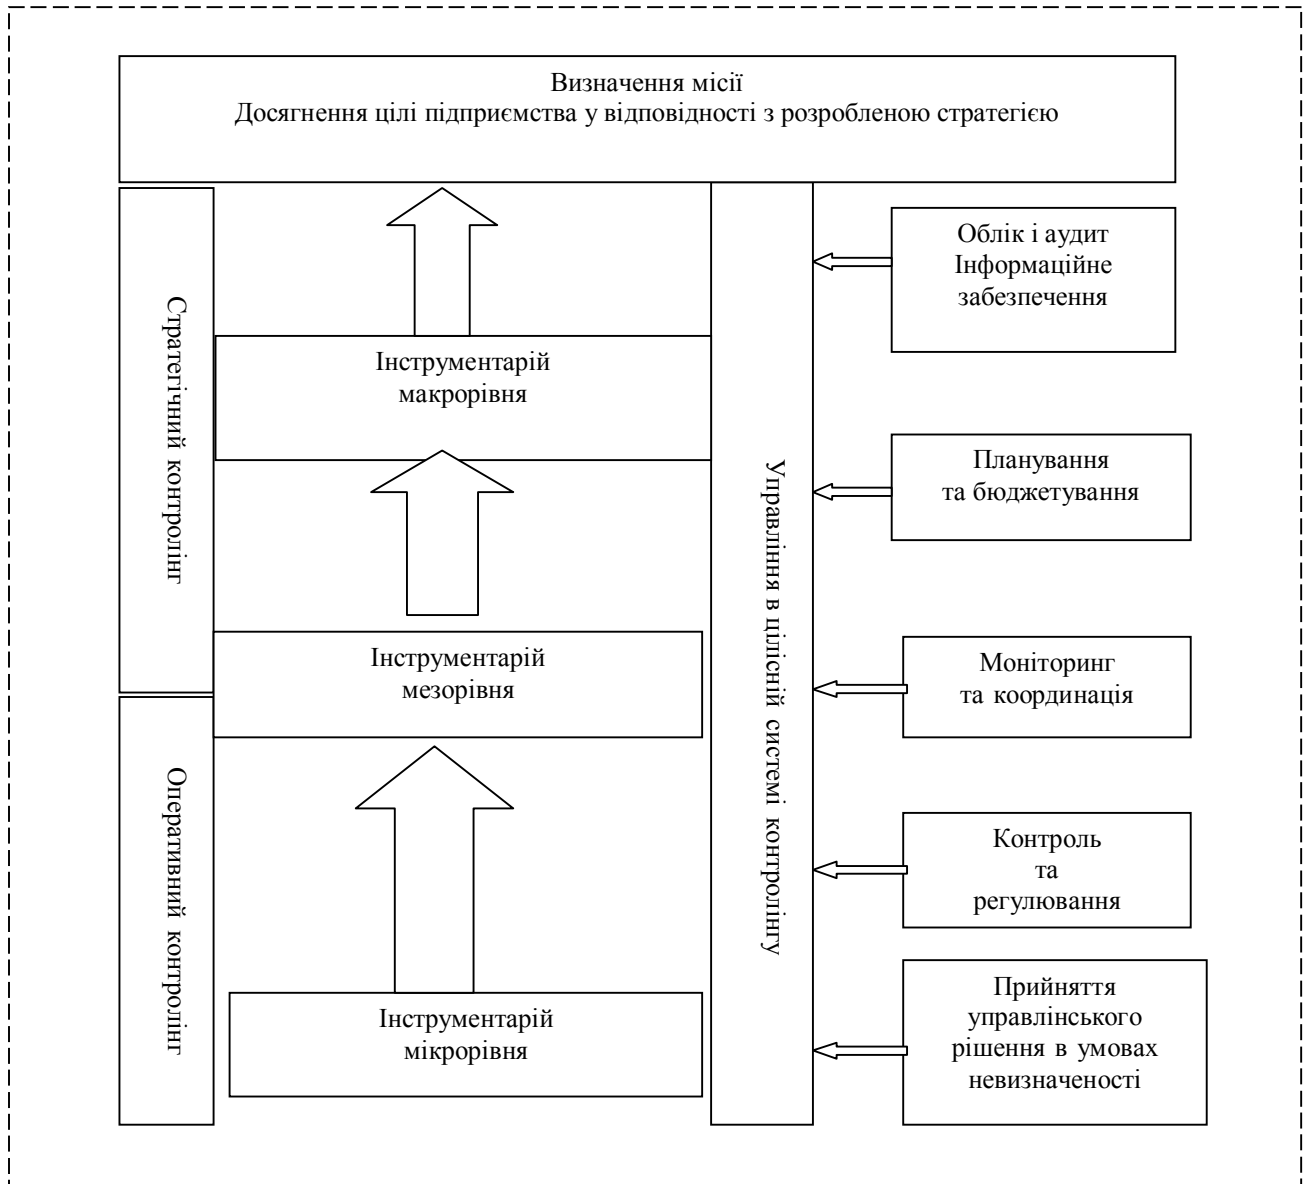 Визначення місії
Досягнення цілі підприємства у відповідності з розробленою стратегією
Стратегічний контролінг
Оперативний контролінг
Інструментарій
макрорівня
Інструментарій
мезорівня
Інструментарій
мікрорівня
Управління в цілісній системі контролінгу
Облік і аудит
Інформаційне
забезпечення
Планування
та бюджетування
Моніторинг
та координація
Контроль
та
регулювання
Прийняття
управлінського
рішення в умовах
невизначеності